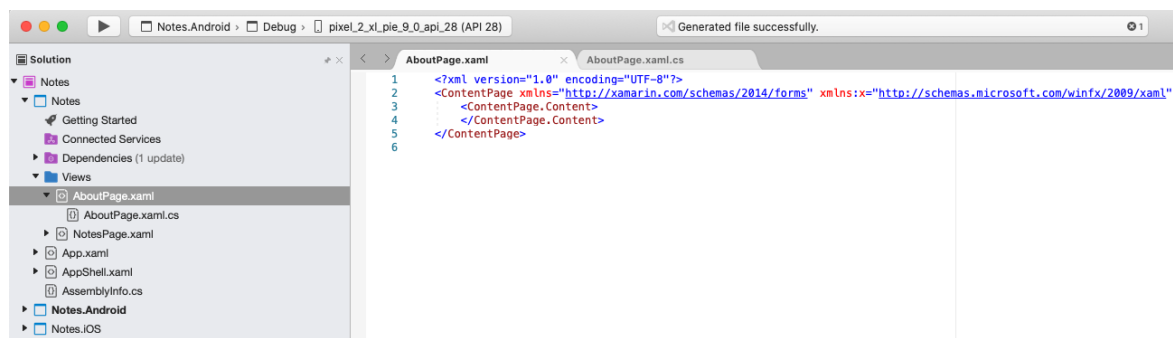 Notes.Android › Debug › pixel_2_xl_pie_9_0_api_28 (API 28)
Generated file successfully.
1
Solution
AboutPage.xaml
AboutPage.xaml.cs
Notes
Notes
Getting Started
Connected Services
Dependencies (1 update)
Views
AboutPage.xaml
AboutPage.xaml.cs
NotesPage.xaml
App.xaml
AppShell.xaml
AssemblyInfo.cs
Notes.Android
Notes.iOS
1 <?xml version="1.0" encoding="UTF-8"?>
2 <ContentPage xmlns="http://xamarin.com/schemas/2014/forms" xmlns:x="http://schemas.microsoft.com/winfx/2009/xaml"
3 <ContentPage.Content>
4 </ContentPage.Content>
5 </ContentPage>
6